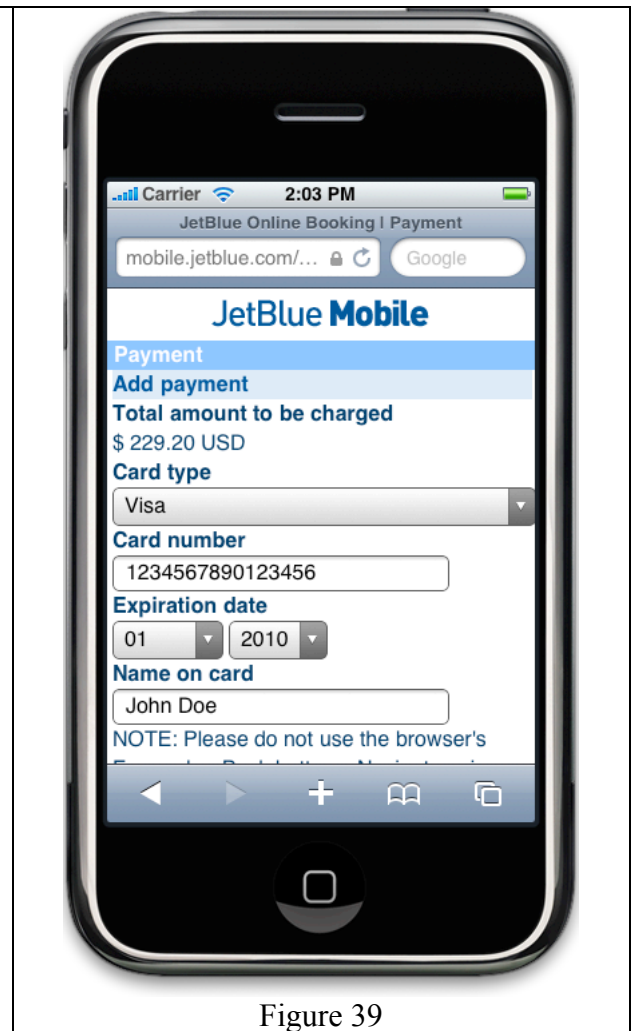 Carrier 2:03 PM
JetBlue Online Booking | Payment
mobile.jetblue.com/... Google
JetBlue Mobile
Payment
Add payment
Total amount to be charged
$ 229.20 USD
Card type
Visa
Card number
1234567890123456
Expiration date
01 2010
Name on card
John Doe
NOTE: Please do not use the browser's
Figure 39